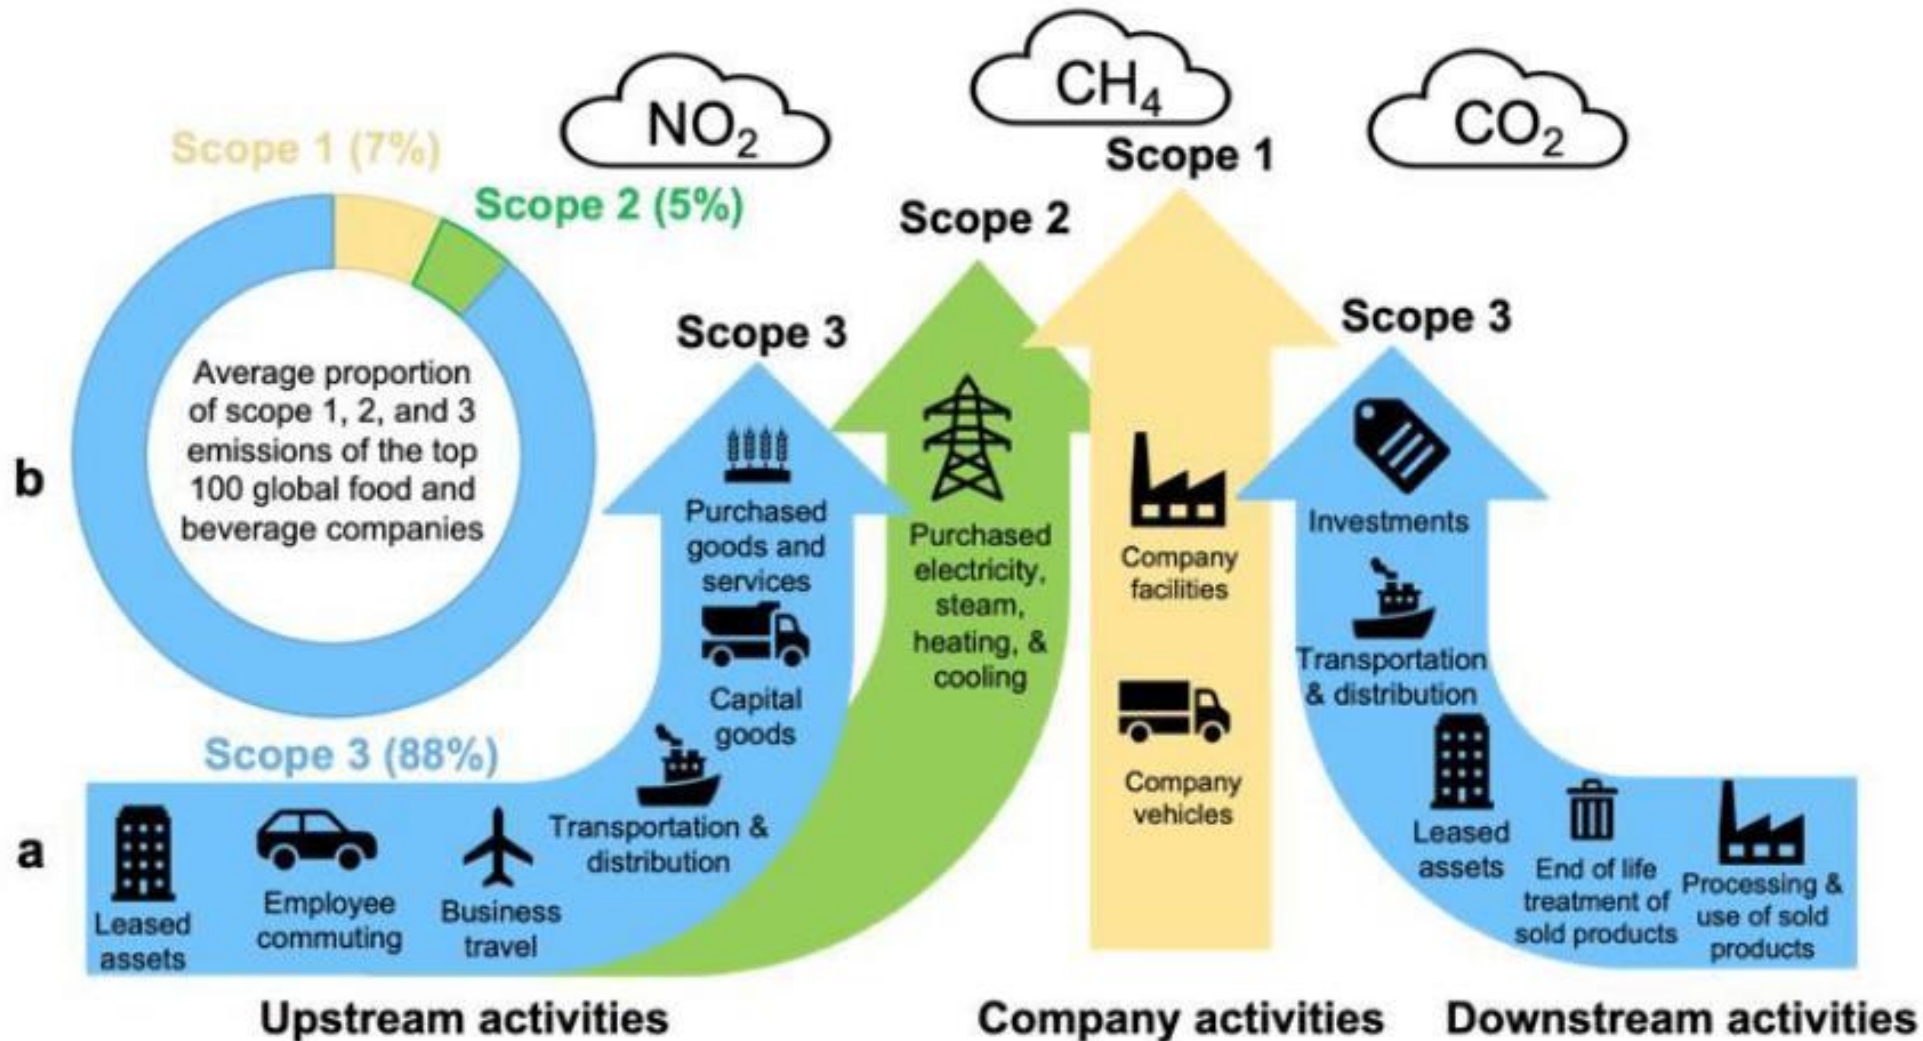 NO2
CH4
CO2
Scope 1 (7%)
Scope 2 (5%)
Scope 3 (88%)
Average proportion
of scope 1, 2, and 3
emissions of the top
100 global food and
beverage companies
b
a
Scope 3
Purchased
goods and
services
Capital
goods
Transportation &
distribution
Business
travel
Employee
commuting
Leased
assets
Scope 2
Purchased
electricity,
steam,
heating, &
cooling
Scope 1
Company
facilities
Company
vehicles
Scope 3
Investments
Transportation
& distribution
Leased
assets
End of life
treatment of
sold products
Processing &
use of sold
products
Upstream activities
Company activities
Downstream activities